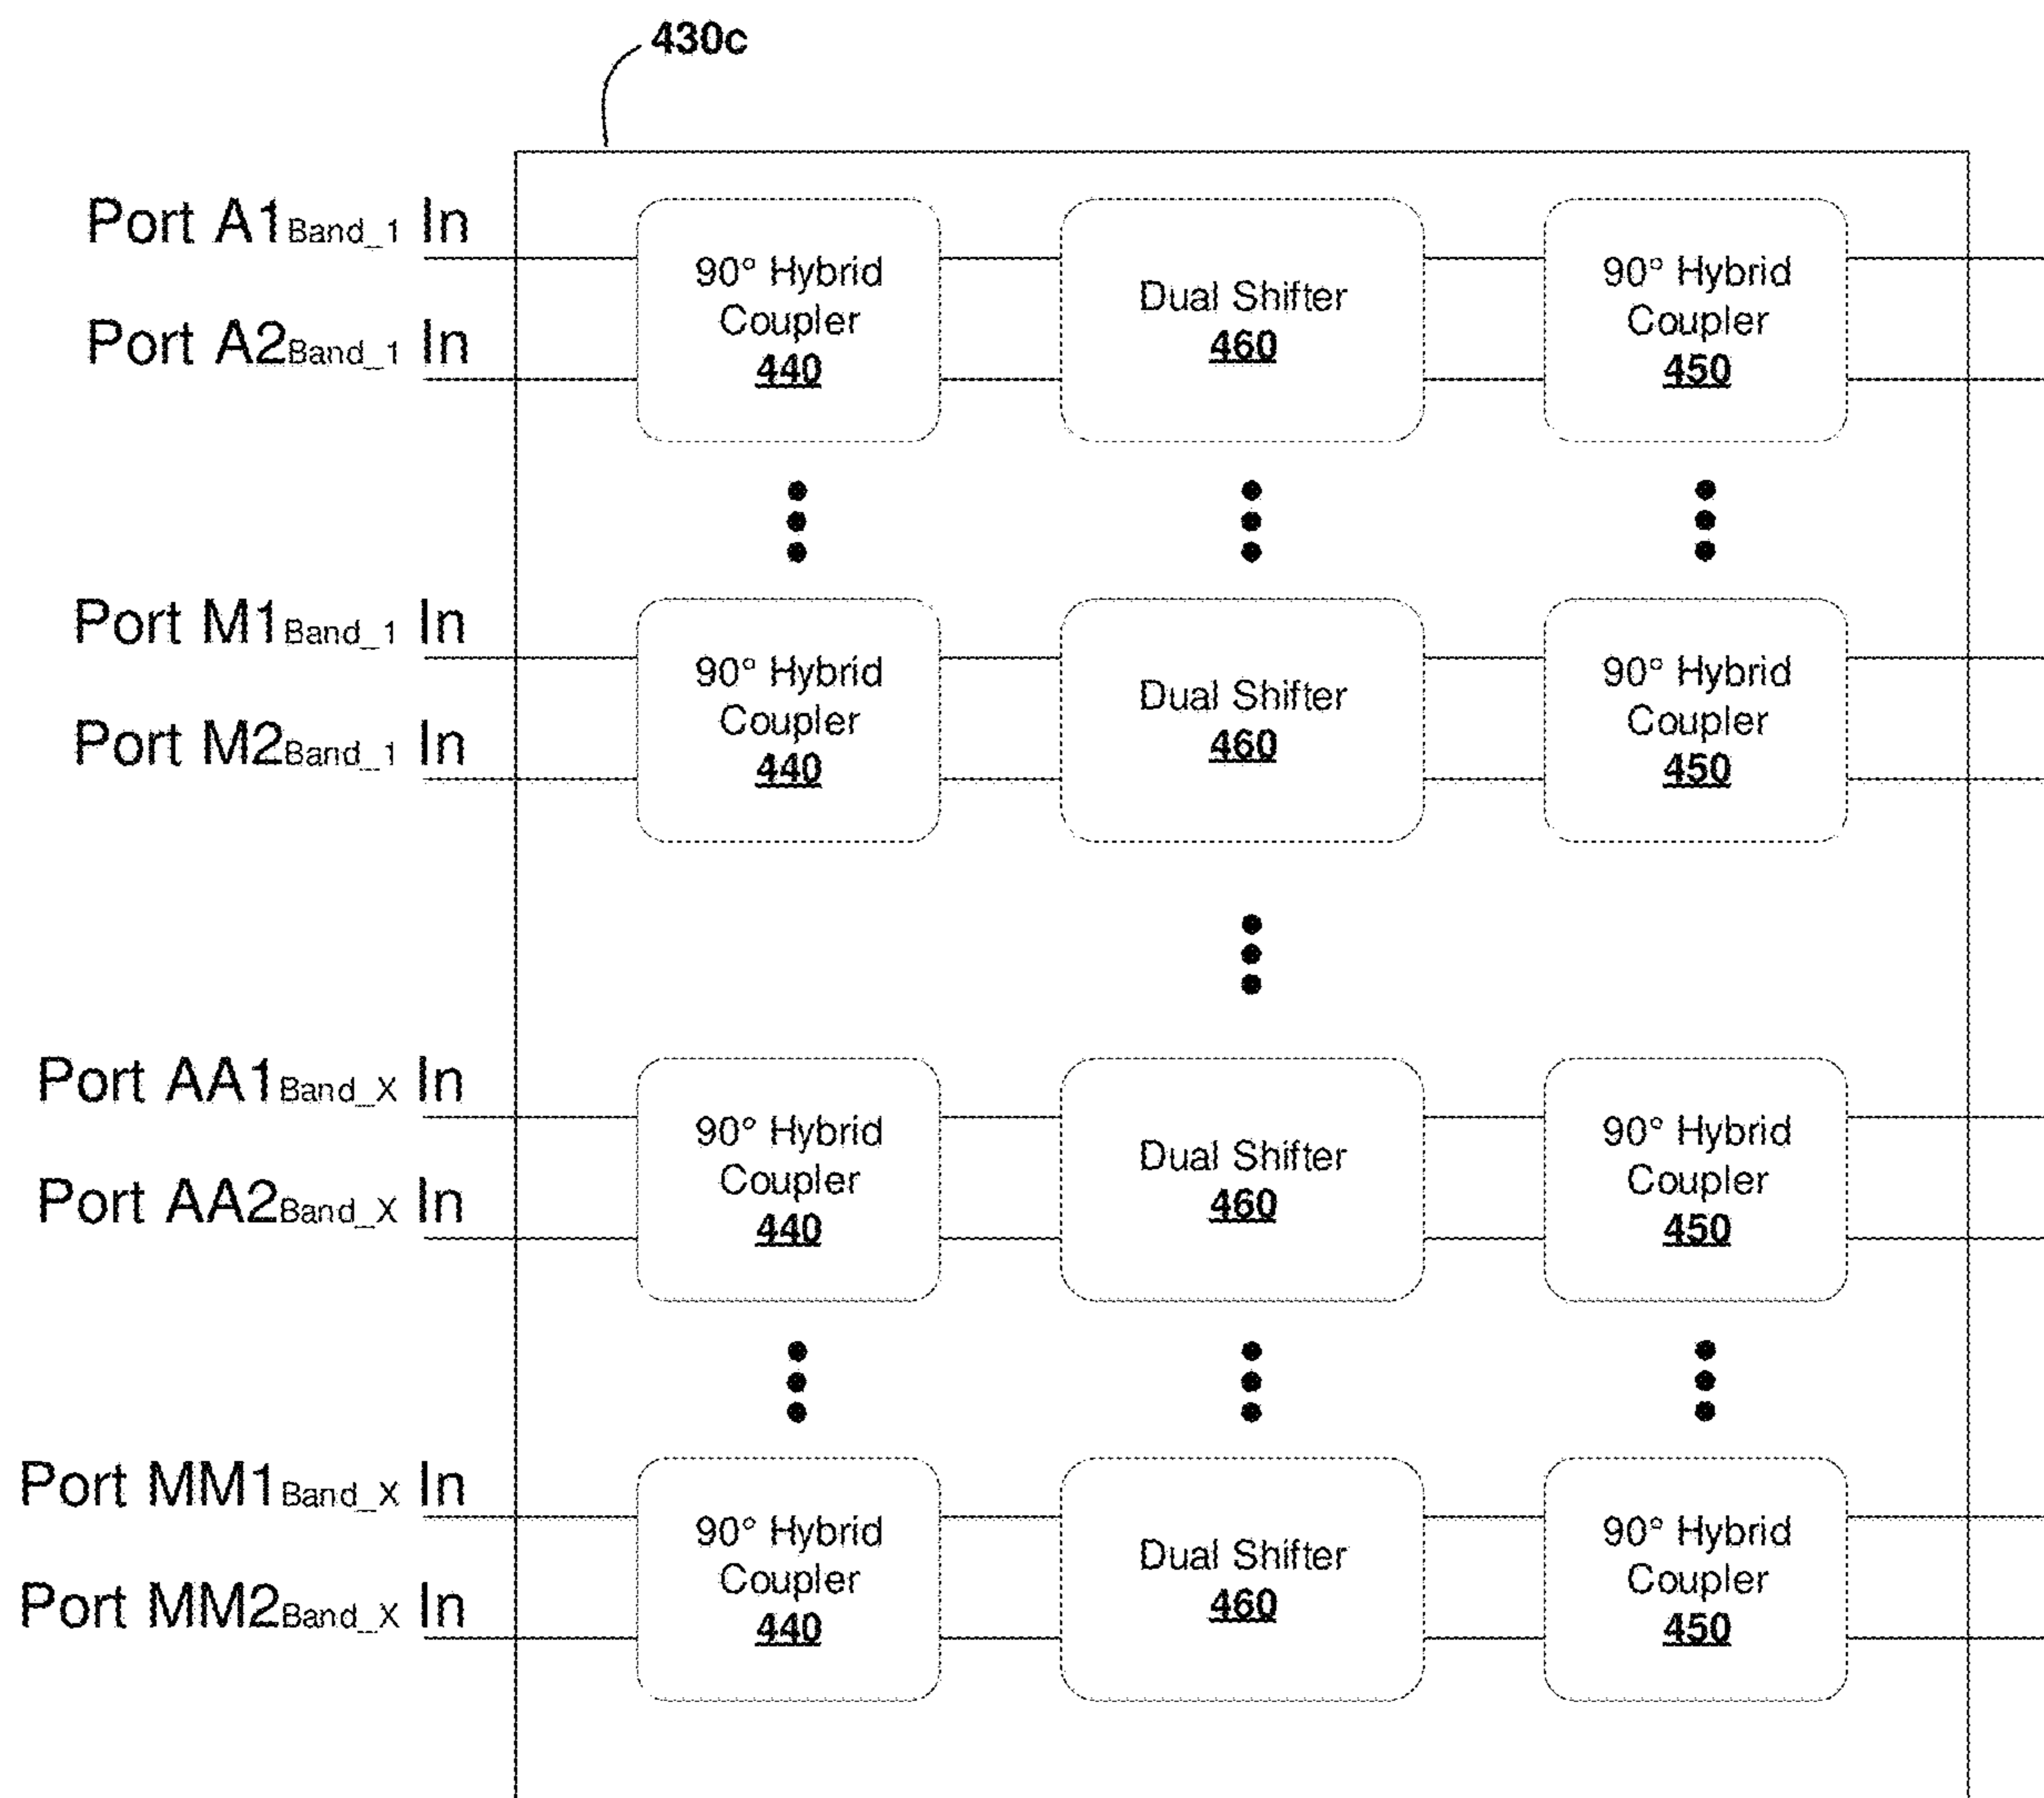 430c
Port A1Band_1 In
Port A2Band_1 In
90° Hybrid
Coupler
440
Dual Shifter
460
90° Hybrid
Coupler
450
Port M1Band_1 In
Port M2Band_1 In
90° Hybrid
Coupler
440
Dual Shifter
460
90° Hybrid
Coupler
450
Port AA1Band_X In
Port AA2Band_X In
90° Hybrid
Coupler
440
Dual Shifter
460
90° Hybrid
Coupler
450
Port MM1Band_X In
Port MM2Band_X In
90° Hybrid
Coupler
440
Dual Shifter
460
90° Hybrid
Coupler
450